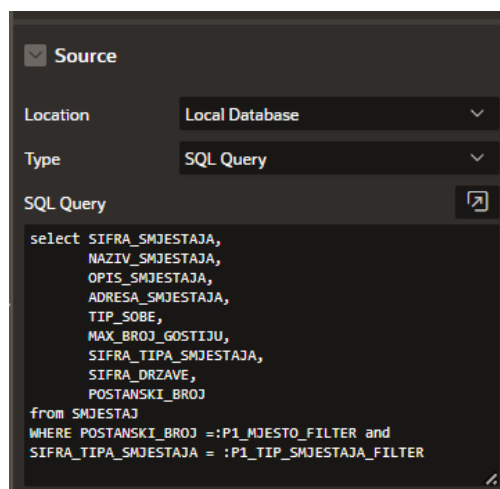 Source
Location Local Database
Type SQL Query
SQL Query
select SIFRA_SMJESTAJA,
NAZIV_SMJESTAJA,
OPIS_SMJESTAJA,
ADRESA_SMJESTAJA,
TIP_SOBE,
MAX_BROJ_GOSTIJU,
SIFRA_TIPA_SMJESTAJA,
SIFRA_DRZAVE,
POSTANSKI_BROJ
from SMJESTAJ
WHERE POSTANSKI_BROJ =:P1_MJESTO_FILTER and
SIFRA_TIPA_SMJESTAJA = :P1_TIP_SMJESTAJA_FILTER